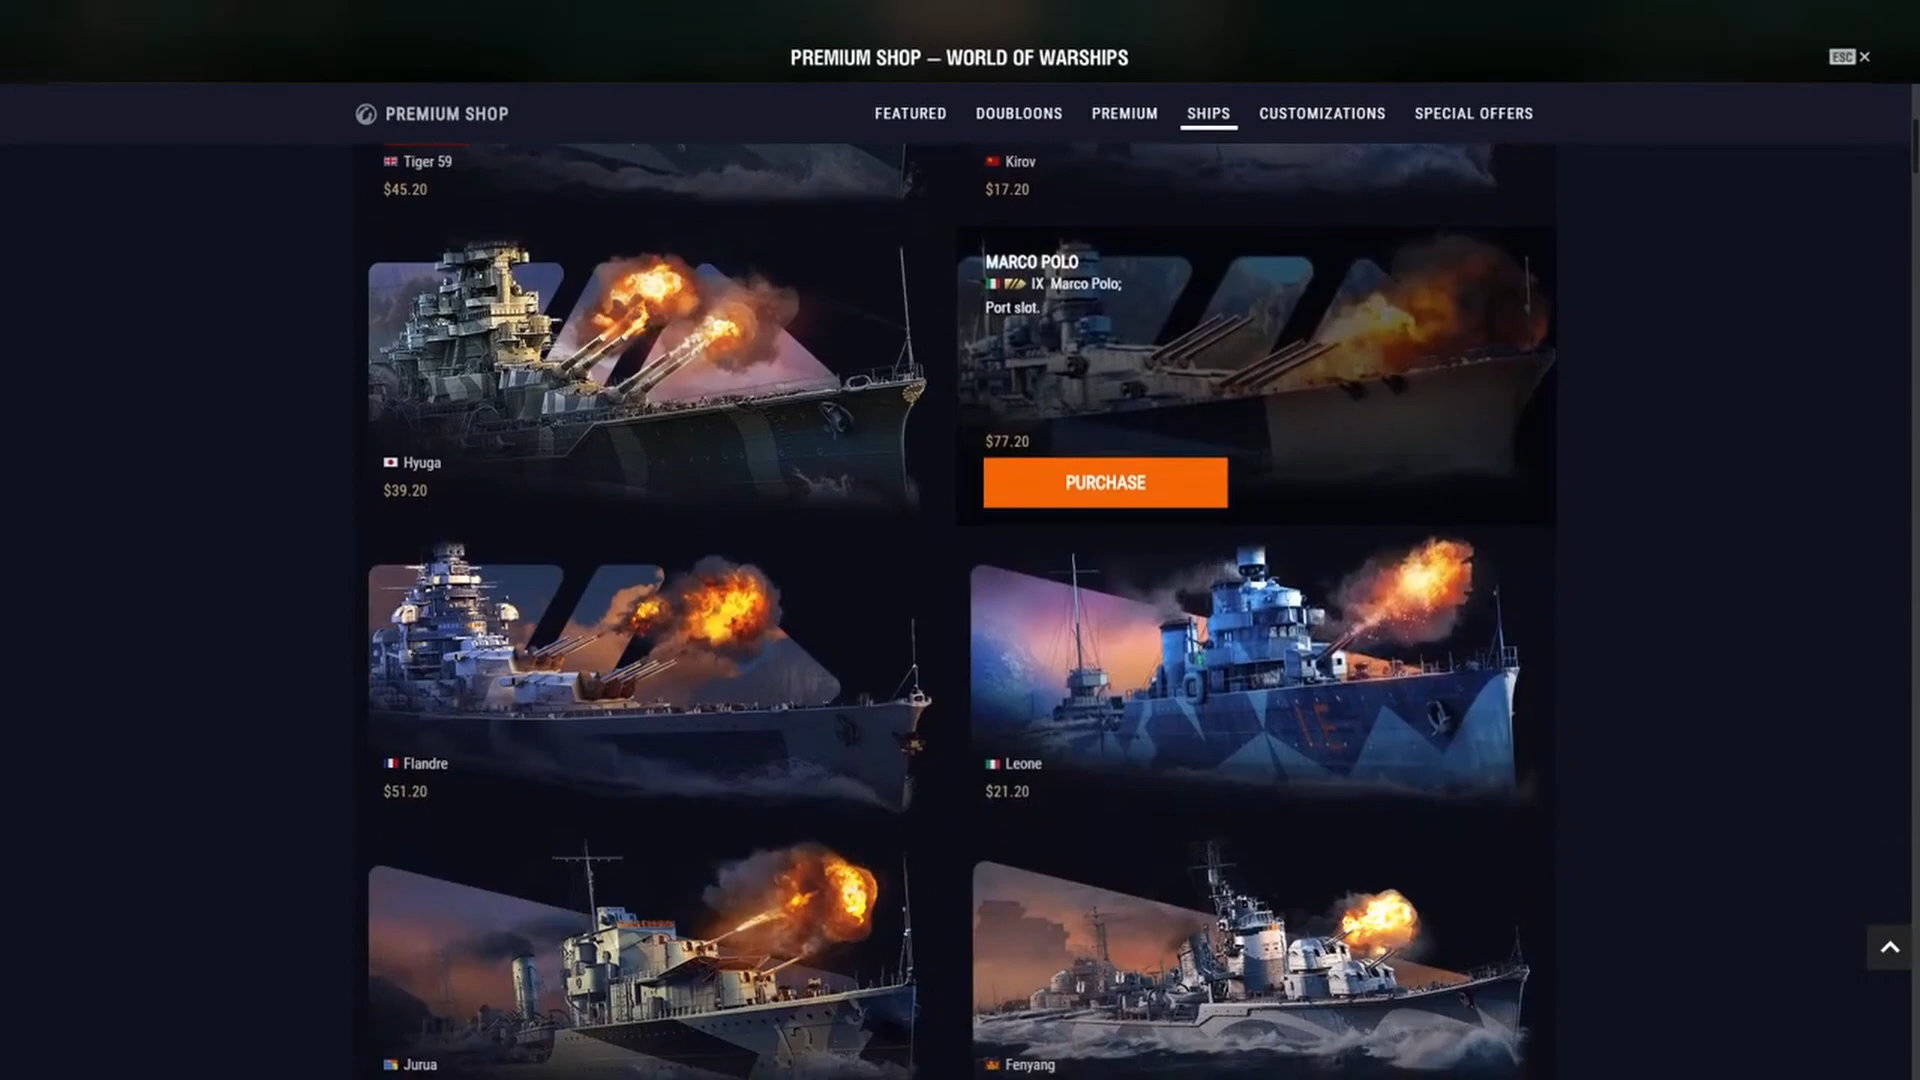 PREMIUM SHOP — WORLD OF WARSHIPS
ESC
PREMIUM SHOP
FEATURED
DOUBLOONS
PREMIUM
SHIPS
CUSTOMIZATIONS
SPECIAL OFFERS
Tiger 59
$45.20
Kirov
$17.20
Hyuga
$39.20
MARCO POLO
IX Marco Polo;
Port slot.
$77.20
PURCHASE
Flandre
$51.20
Leone
$21.20
LE
Jurua
Fenyang